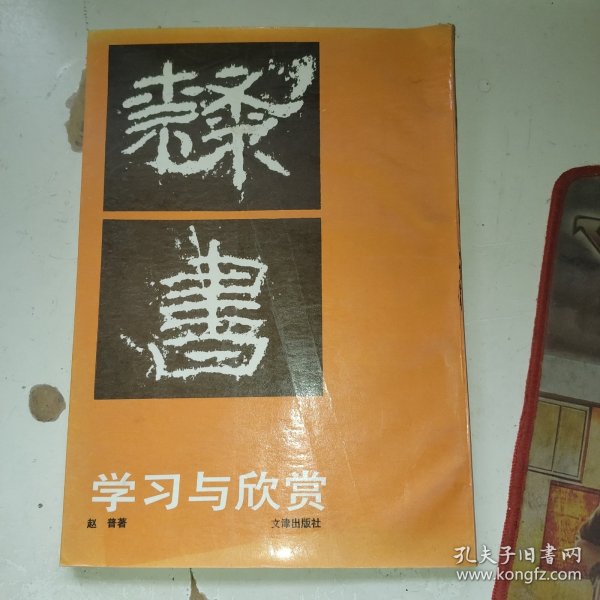 隸
書
学习与欣赏
赵 普著 文津出版社
孔夫子旧书网
www.kongfz.com